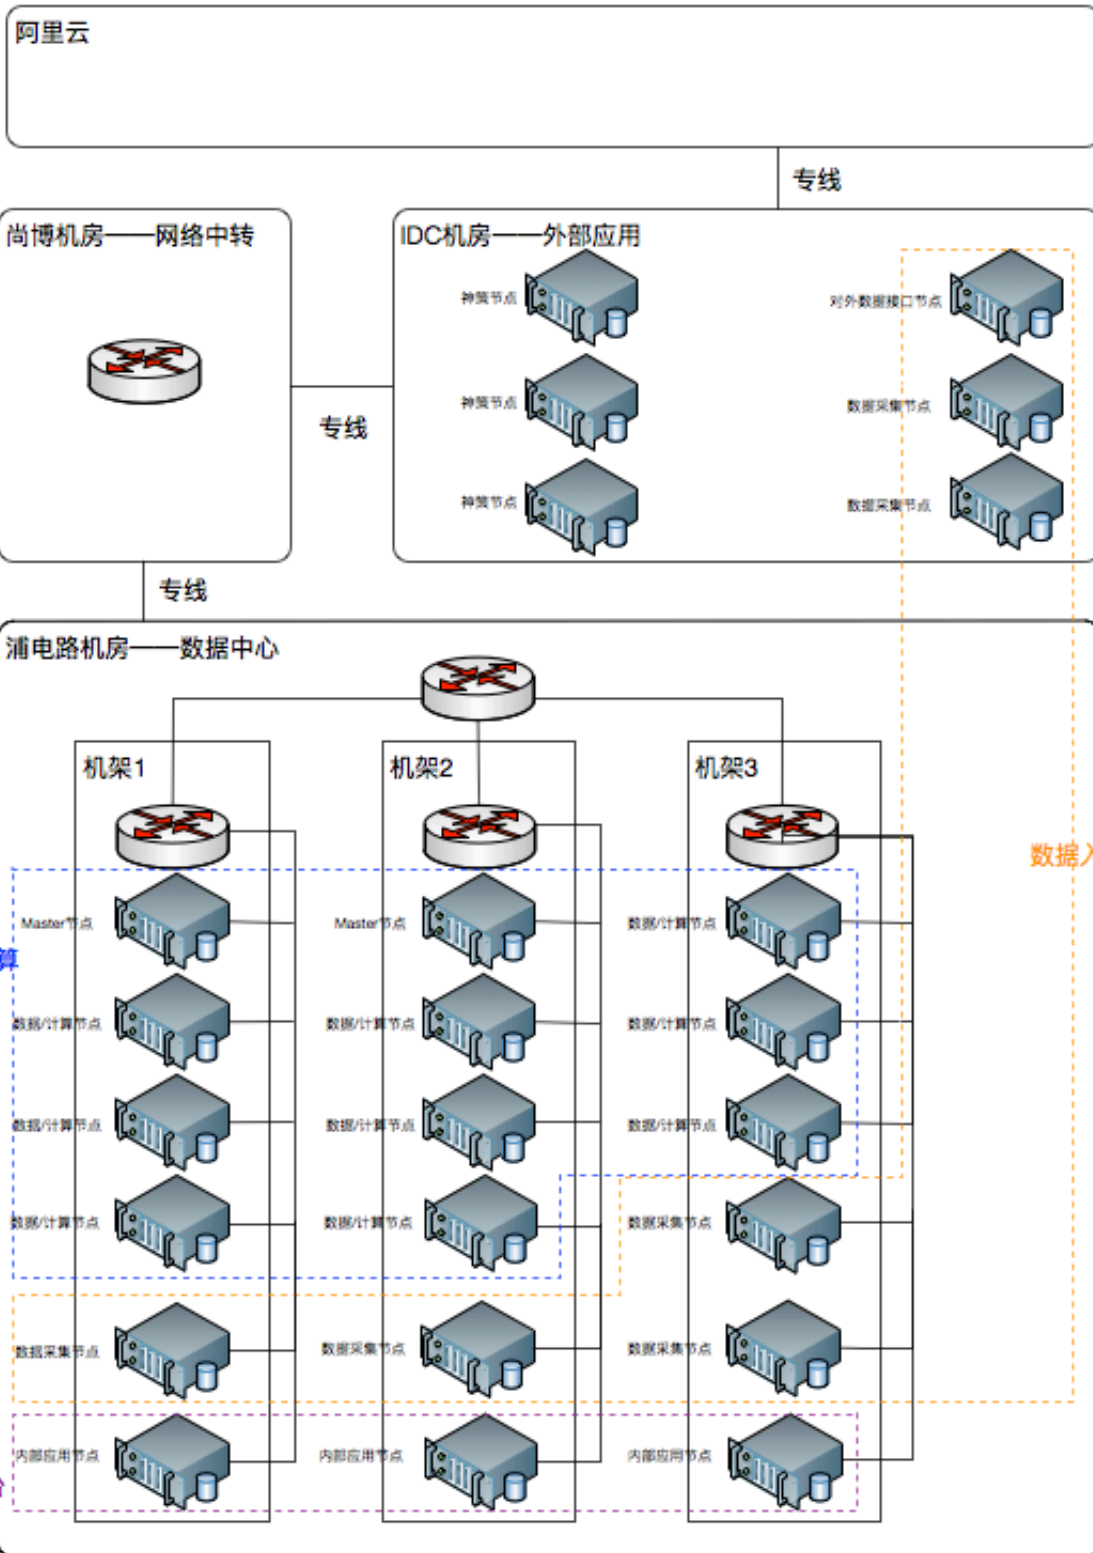 阿里云
专线
尚博机房——网络中转
IDC机房——外部应用
神策节点
对外数据接口节点
神策节点
数据采集节点
专线
神策节点
数据采集节点
专线
浦电路机房——数据中心
机架1
机架2
机架3
数据入
Master节点
Master节点
数据/计算节点
算
数据/计算节点
数据/计算节点
数据/计算节点
数据/计算节点
数据/计算节点
数据/计算节点
数据/计算节点
数据/计算节点
数据采集节点
数据采集节点
数据采集节点
数据采集节点
内部应用节点
内部应用节点
内部应用节点